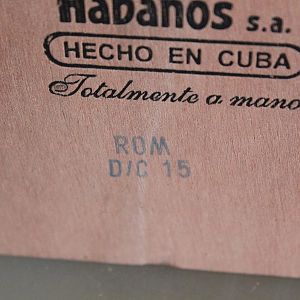 Habanos s.a.
HECHO EN CUBA
Totalmente a mano
ROM
D/C 15